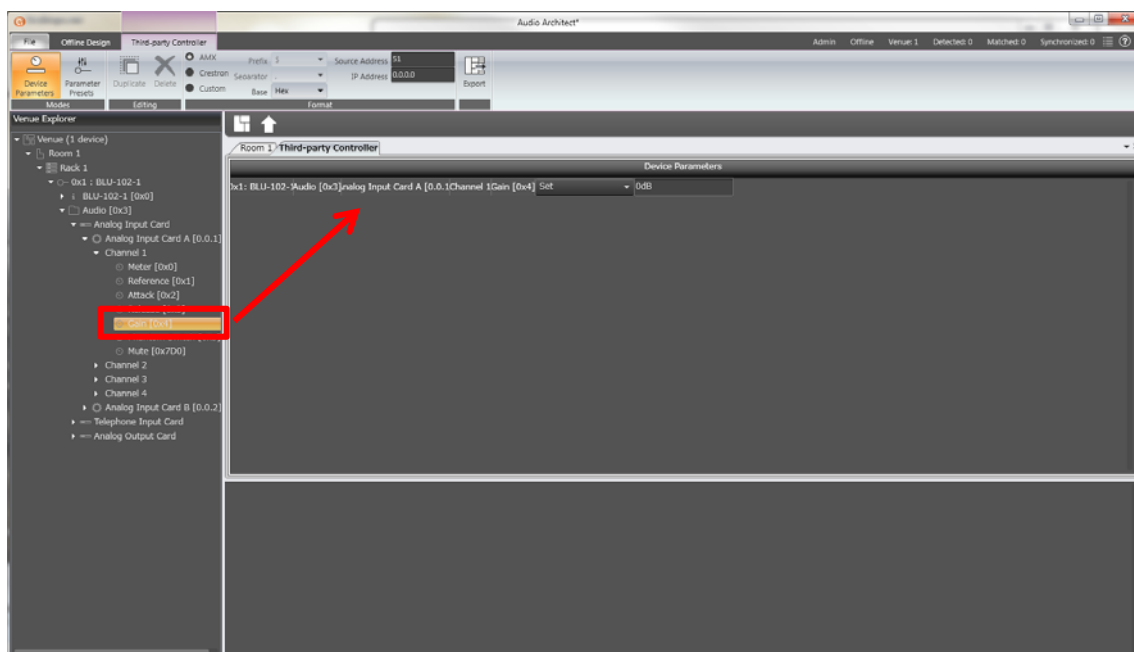 Audio Architect*
File Offline Design Third-party Controller Admin Offline Venue: 1 Detected: 0 Matched: 0 Synchronized: 0
Device Parameters
Parameter Presets
Duplicate
Delete
AMX
Crestron
Custom
Prefix $
Separator ,
Base Hex
Source Address 51
IP Address 0.0.0.0
Export
Modes Editing Format
Venue Explorer
Venue (1 device)
Room 1
Rack 1
0x1 : BLU-102-1
BLU-102-1 [0x0]
Audio [0x3]
Analog Input Card
Analog Input Card A [0.0.1]
Channel 1
Meter [0x0]
Reference [0x1]
Attack [0x2]
Gain [0x4]
Mute [0x7D0]
Channel 2
Channel 3
Channel 4
Analog Input Card B [0.0.2]
Telephone Input Card
Analog Output Card
Room 1 Third-party Controller
Device Parameters
0x1: BLU-102- Audio [0x3] nalog Input Card A [0.0.1 Channel 1 Gain [0x4] Set 0dB